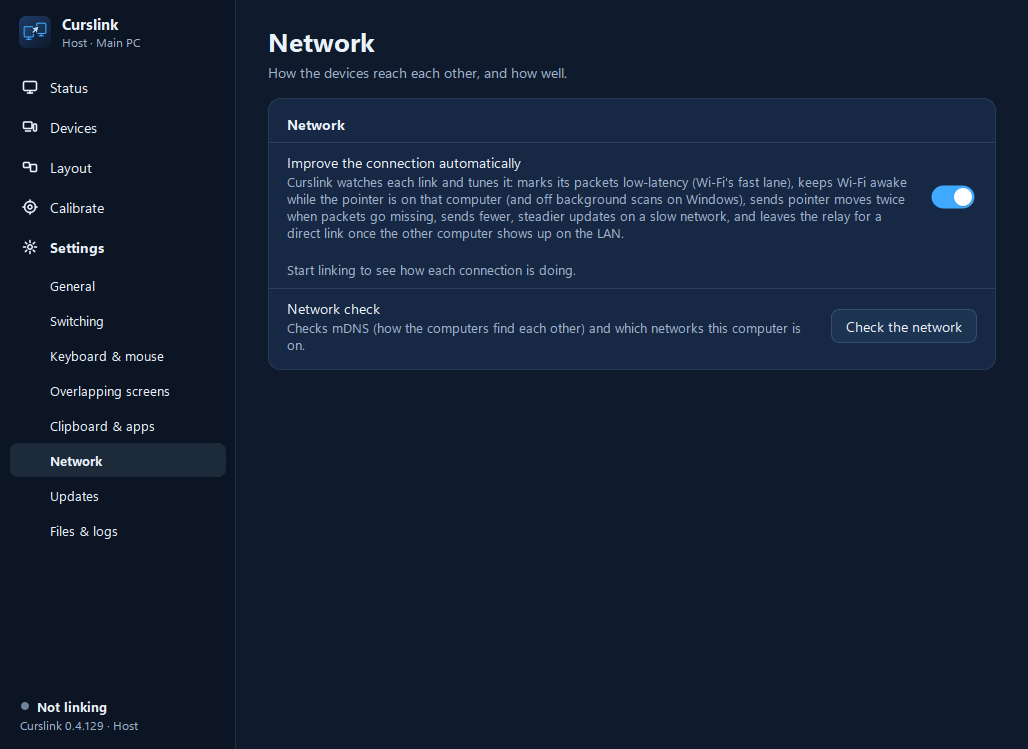 Curslink
Host · Main PC
Status
Devices
Layout
Calibrate
Settings
General
Switching
Keyboard & mouse
Overlapping screens
Clipboard & apps
Network
Updates
Files & logs
Not linking
Curslink 0.4.129 · Host
Network
How the devices reach each other, and how well.
Network
Improve the connection automatically
Curslink watches each link and tunes it: marks its packets low-latency (Wi-Fi's fast lane), keeps Wi-Fi awake
while the pointer is on that computer (and off background scans on Windows), sends pointer moves twice
when packets go missing, sends fewer, steadier updates on a slow network, and leaves the relay for a
direct link once the other computer shows up on the LAN.
Start linking to see how each connection is doing.
Network check
Checks mDNS (how the computers find each other) and which networks this computer is
on.
Check the network